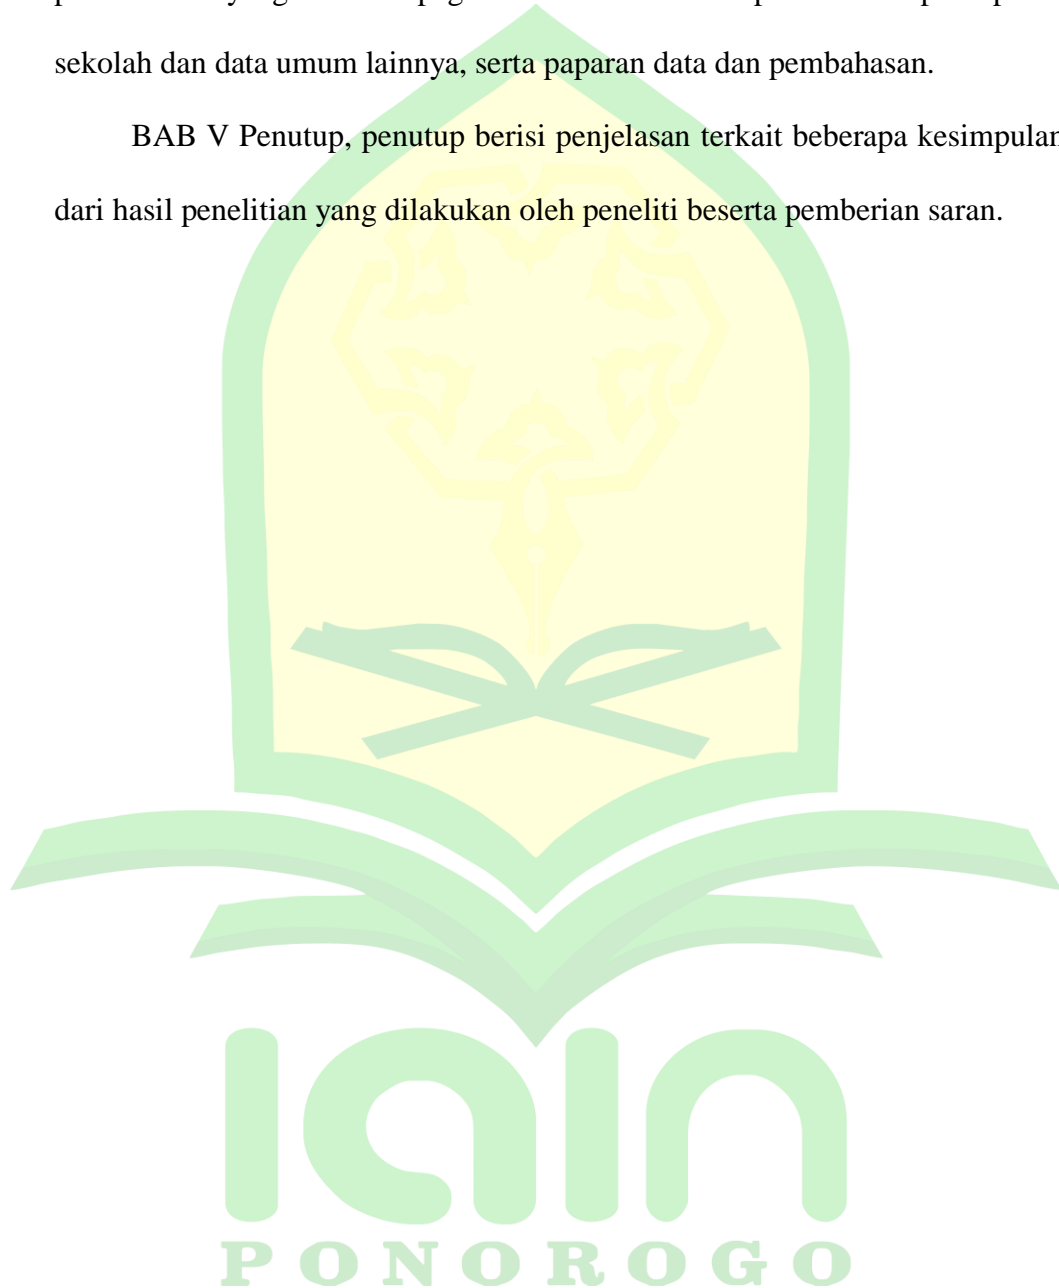 sekolah dan data umum lainnya, serta paparan data dan pembahasan.
BAB V Penutup, penutup berisi penjelasan terkait beberapa kesimpulan
dari hasil penelitian yang dilakukan oleh peneliti beserta pemberian saran.
IAIN
PONOROGO